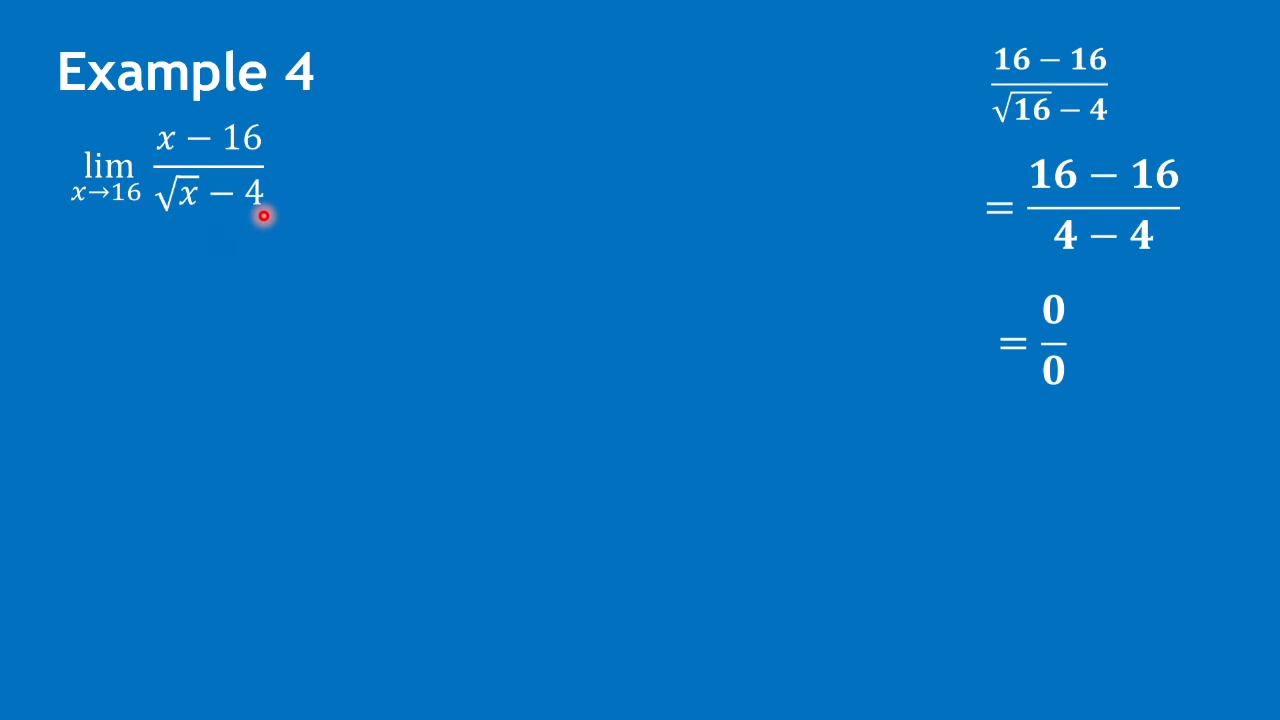 Example 4
lim x→16 (x − 16)/(√x − 4)
(16 − 16)/(√16 − 4)
= (16 − 16)/(4 − 4)
= 0/0